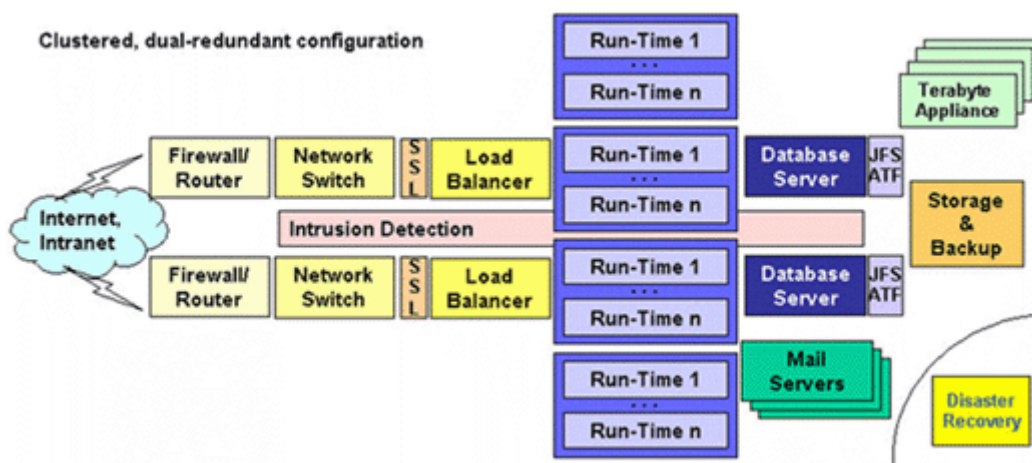 Clustered, dual-redundant configuration
Run-Time 1
...
Run-Time n
Terabyte
Appliance
Firewall/
Router
Network
Switch
S
S
L
Load
Balancer
Run-Time 1
...
Run-Time n
Database
Server
JFS
ATF
Internet,
Intranet
Intrusion Detection
Storage
&
Backup
Firewall/
Router
Network
Switch
S
S
L
Load
Balancer
Run-Time 1
...
Run-Time n
Database
Server
JFS
ATF
Mail
Servers
Run-Time 1
...
Run-Time n
Disaster
Recovery